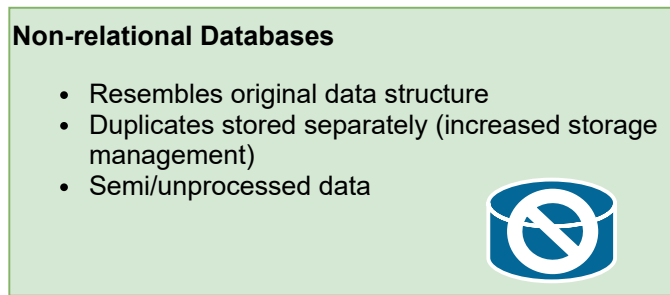 Non-relational Databases
• Resembles original data structure
• Duplicates stored separately (increased storage
management)
• Semi/unprocessed data